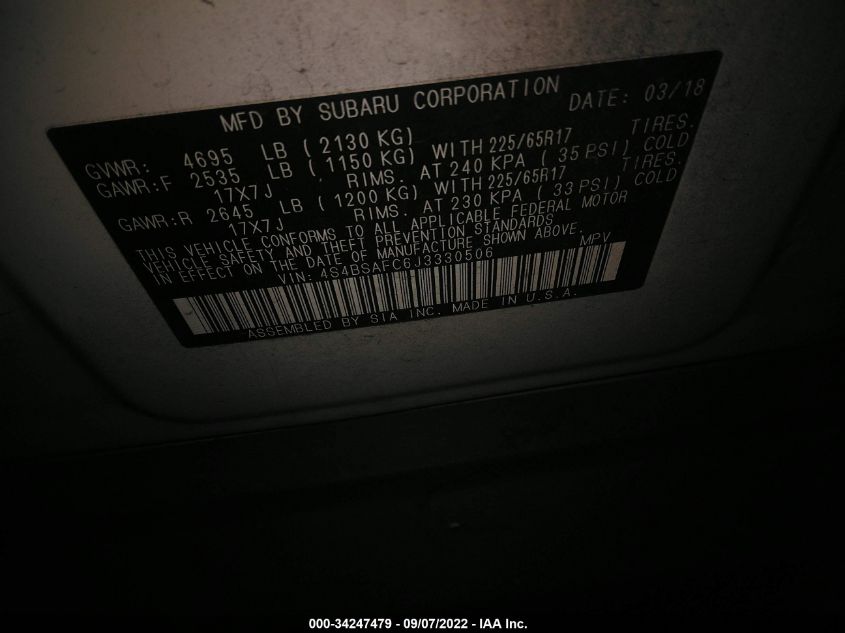 MFD BY SUBARU CORPORATION DATE: 03/18
GVWR: 4695 LB ( 2130 KG)
GAWR:F 2535 LB ( 1150 KG) WITH 225/65R17 TIRES.
17X7J RIMS. AT 240 KPA ( 35 PSI) COLD
GAWR:R 2645 LB ( 1200 KG) WITH 225/65R17 TIRES.
17X7J RIMS. AT 230 KPA ( 33 PSI) COLD
THIS VEHICLE CONFORMS TO ALL APPLICABLE FEDERAL MOTOR
VEHICLE SAFETY AND THEFT PREVENTION STANDARDS
IN EFFECT ON THE DATE OF MANUFACTURE SHOWN ABOVE.
VIN: 4S4BSAFC6J3330506 MPV
ASSEMBLED BY SIA INC. MADE IN U.S.A.
000-34247479 - 09/07/2022 - IAA Inc.